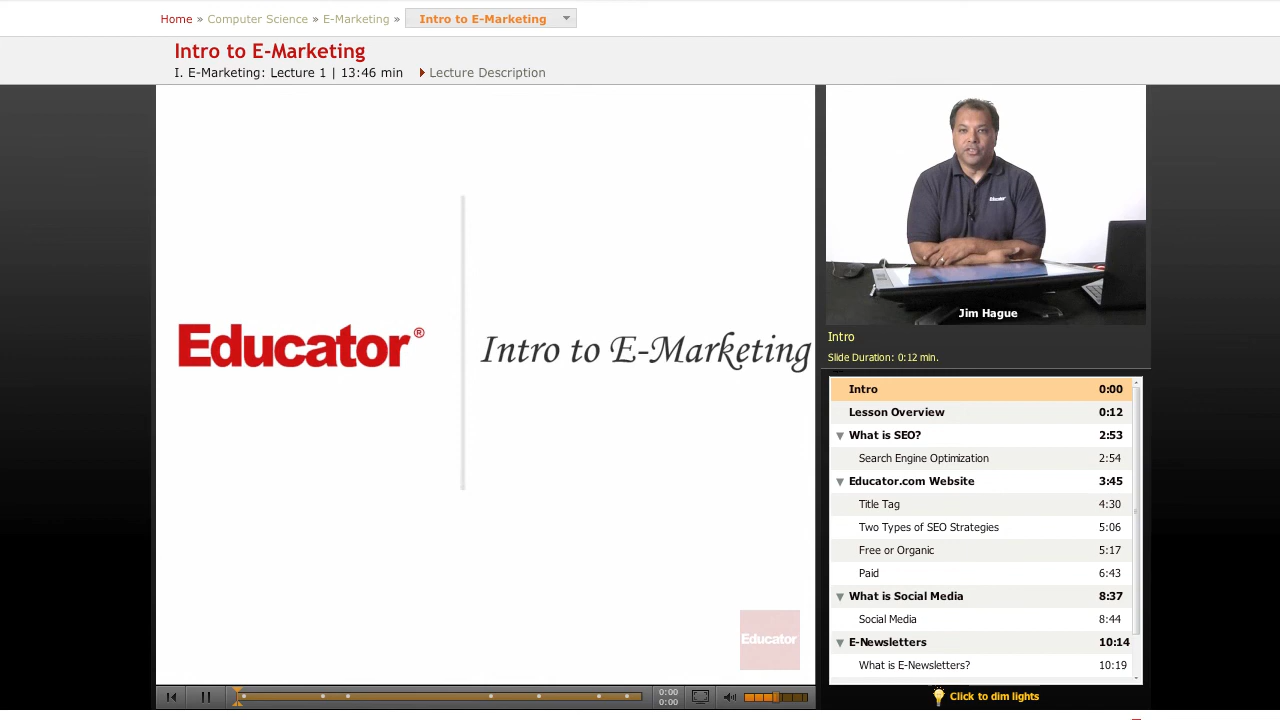 Home » Computer Science » E-Marketing » Intro to E-Marketing
Intro to E-Marketing
I. E-Marketing: Lecture 1 | 13:46 min Lecture Description
Educator® Intro to E-Marketing
Educator
Educator
Jim Hague
Intro
Slide Duration: 0:12 min.
Intro 0:00
Lesson Overview 0:12
What is SEO? 2:53
Search Engine Optimization 2:54
Educator.com Website 3:45
Title Tag 4:30
Two Types of SEO Strategies 5:06
Free or Organic 5:17
Paid 6:43
What is Social Media 8:37
Social Media 8:44
E-Newsletters 10:14
What is E-Newsletters? 10:19
0:00
0:00
Click to dim lights